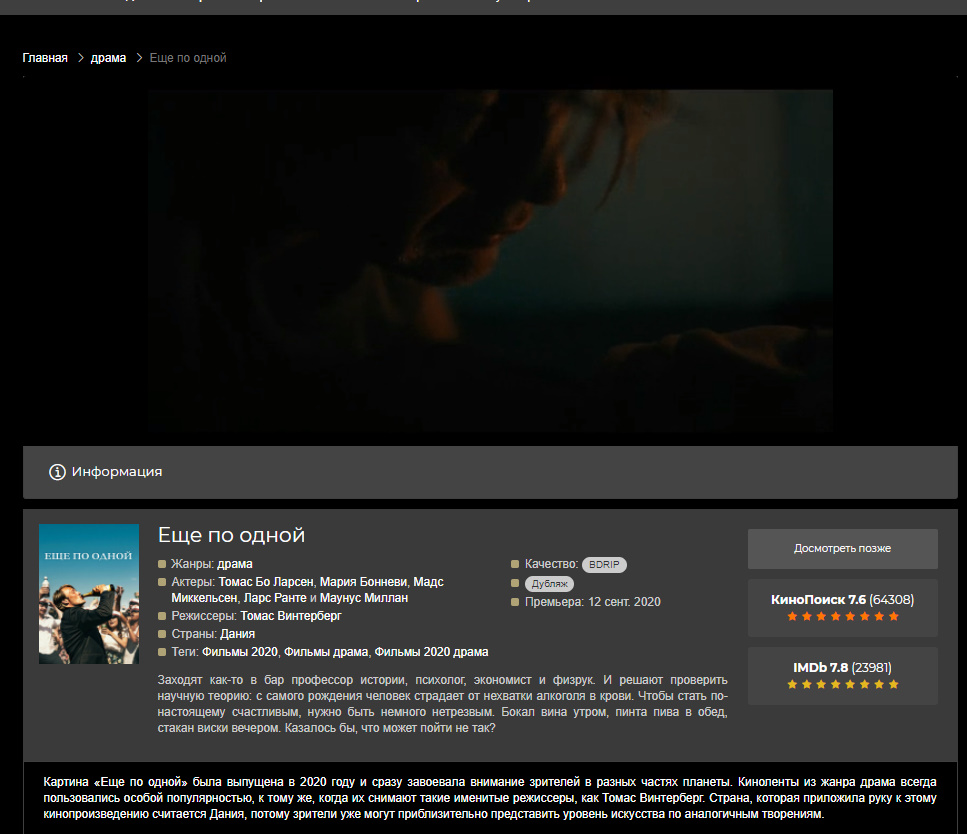 Главная > драма > Еще по одной
Информация
ЕЩЕ ПО ОДНОЙ
Еще по одной
Жанры: драма
Актеры: Томас Бо Ларсен, Мария Бонневи, Мадс
Миккельсен, Ларс Ранте и Маунус Миллан
Режиссеры: Томас Винтерберг
Страны: Дания
Теги: Фильмы 2020, Фильмы драма, Фильмы 2020 драма
Качество: BDRIP
Дубляж
Премьера: 12 сент. 2020
Досмотреть позже
КиноПоиск 7.6 (64308)
IMDb 7.8 (23981)
Заходят как-то в бар профессор истории, психолог, экономист и физрук. И решают проверить
научную теорию: с самого рождения человек страдает от нехватки алкоголя в крови. Чтобы стать по-
настоящему счастливым, нужно быть немного нетрезвым. Бокал вина утром, пинта пива в обед,
стакан виски вечером. Казалось бы, что может пойти не так?
Картина «Еще по одной» была выпущена в 2020 году и сразу завоевала внимание зрителей в разных частях планеты. Киноленты из жанра драма всегда
пользовались особой популярностью, к тому же, когда их снимают такие именитые режиссеры, как Томас Винтерберг. Страна, которая приложила руку к этому
кинопроизведению считается Дания, потому зрители уже могут приблизительно представить уровень искусства по аналогичным творениям.